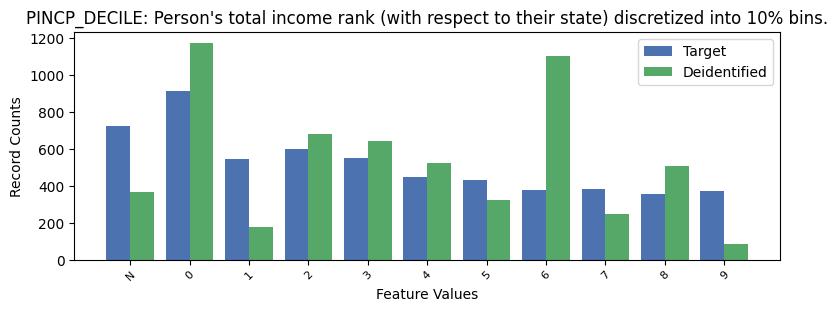 PINCP_DECILE: Person's total income rank (with respect to their state) discretized into 10% bins.
1200
1000
800
600
400
200
0
Record Counts
Target
Deidentified
N 0 1 2 3 4 5 6 7 8 9
Feature Values